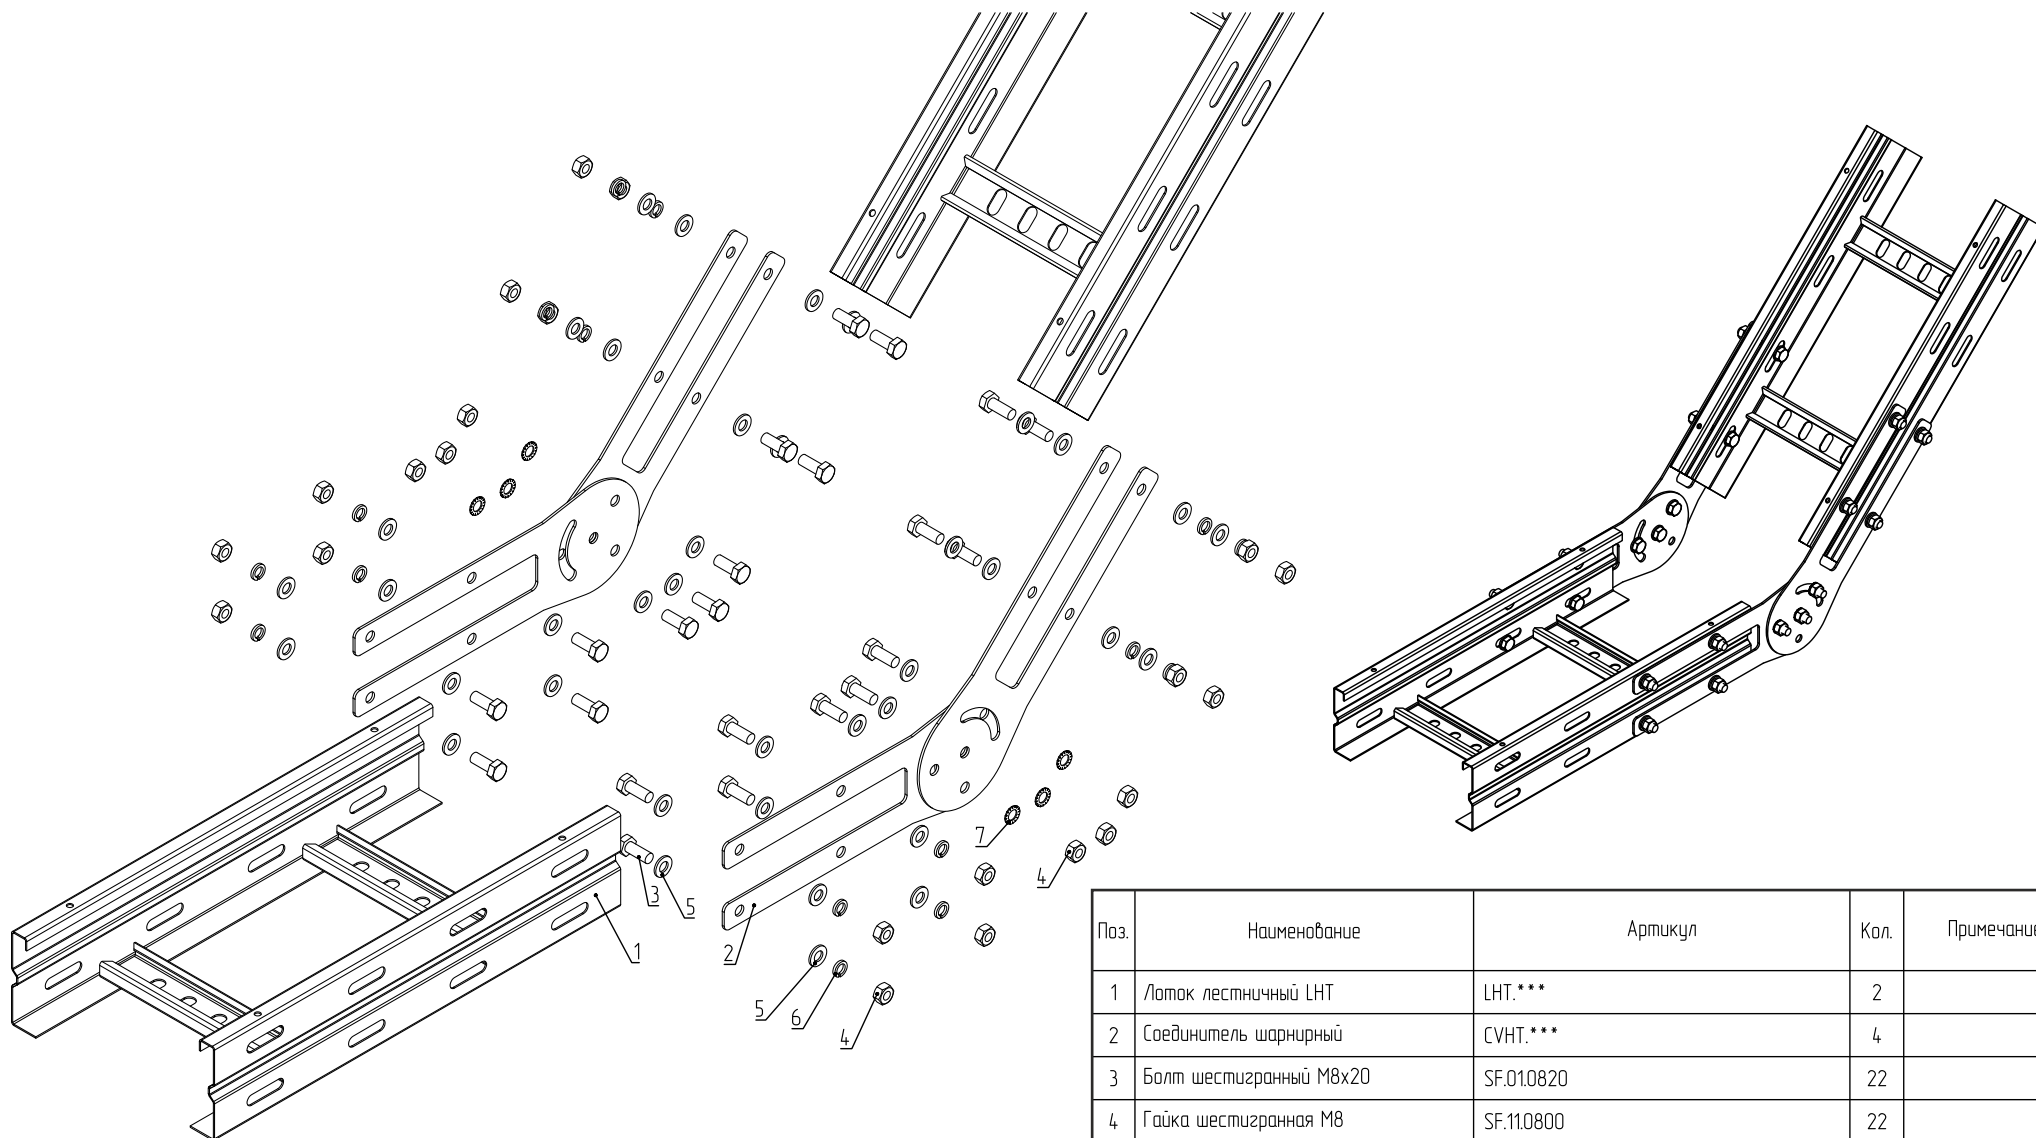 7
4
3
5
1
2
5
6
4
Поз. Наименование Артикул Кол. Примечание
1 Лоток лестничный LHT LHT.*** 2
2 Соединитель шарнирный CVHT.*** 4
3 Болт шестигранный М8х20 SF.01.0820 22
4 Гайка шестигранная М8 SF.11.0800 22